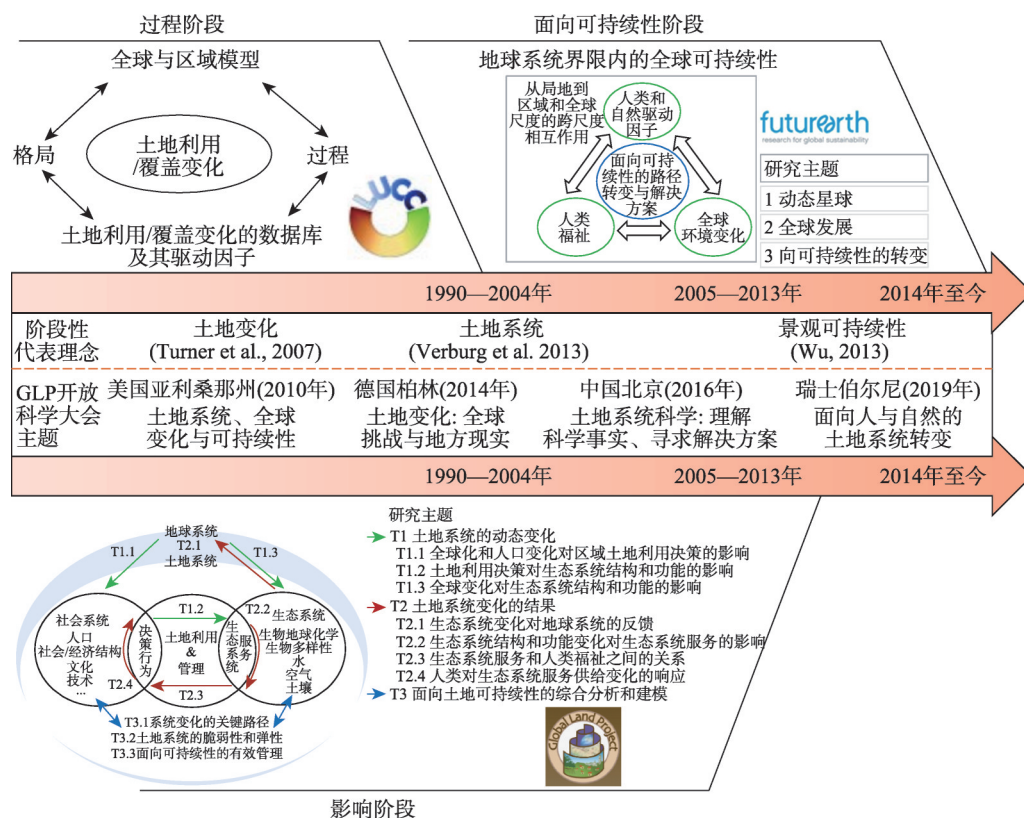 过程阶段
全球与区域模型
格局
土地利用
/覆盖变化
过程
土地利用/覆盖变化的数据库
及其驱动因子
LUCC
面向可持续性阶段
地球系统界限内的全球可持续性
从局地到
区域和全球
尺度的跨尺度
相互作用
人类和
自然驱动
因子
面向可持
续性的路径
转变与解决
方案
人类
福祉
全球
环境变化
futurerth
research for global sustainability
研究主题
1 动态星球
2 全球发展
3 向可持续性的转变
1990—2004年
2005—2013年
2014年至今
阶段性
代表理念
土地变化
(Turner et al., 2007)
土地系统
(Verburg et al. 2013)
景观可持续性
(Wu, 2013)
GLP开放
科学大会
主题
美国亚利桑那州(2010年)
土地系统、全球
变化与可持续性
德国柏林(2014年)
土地变化: 全球
挑战与地方现实
中国北京(2016年)
土地系统科学: 理解
科学事实、寻求解决方案
瑞士伯尔尼(2019年)
面向人与自然的
土地系统转变
1990—2004年
2005—2013年
2014年至今
地球系统
T2.1
土地系统
T1.1
T1.3
社会系统
人口
社会/经济结构
文化
技术
...
决策行为
T1.2
土地利用
&
管理
T2.3
T2.4
生态系统
服务
T2.2
生态系统
生物地球化学
生物多样性
水
空气
土壤
T3.1系统变化的关键路径
T3.2土地系统的脆弱性和弹性
T3.3面向可持续性的有效管理
研究主题
T1 土地系统的动态变化
T1.1 全球化和人口变化对区域土地利用决策的影响
T1.2 土地利用决策对生态系统结构和功能的影响
T1.3 全球变化对生态系统结构和功能的影响
T2 土地系统变化的结果
T2.1 生态系统变化对地球系统的反馈
T2.2 生态系统结构和功能变化对生态系统服务的影响
T2.3 生态系统服务和人类福祉之间的关系
T2.4 人类对生态系统服务供给变化的响应
T3 面向土地可持续性的综合分析和建模
Global Land Project
影响阶段